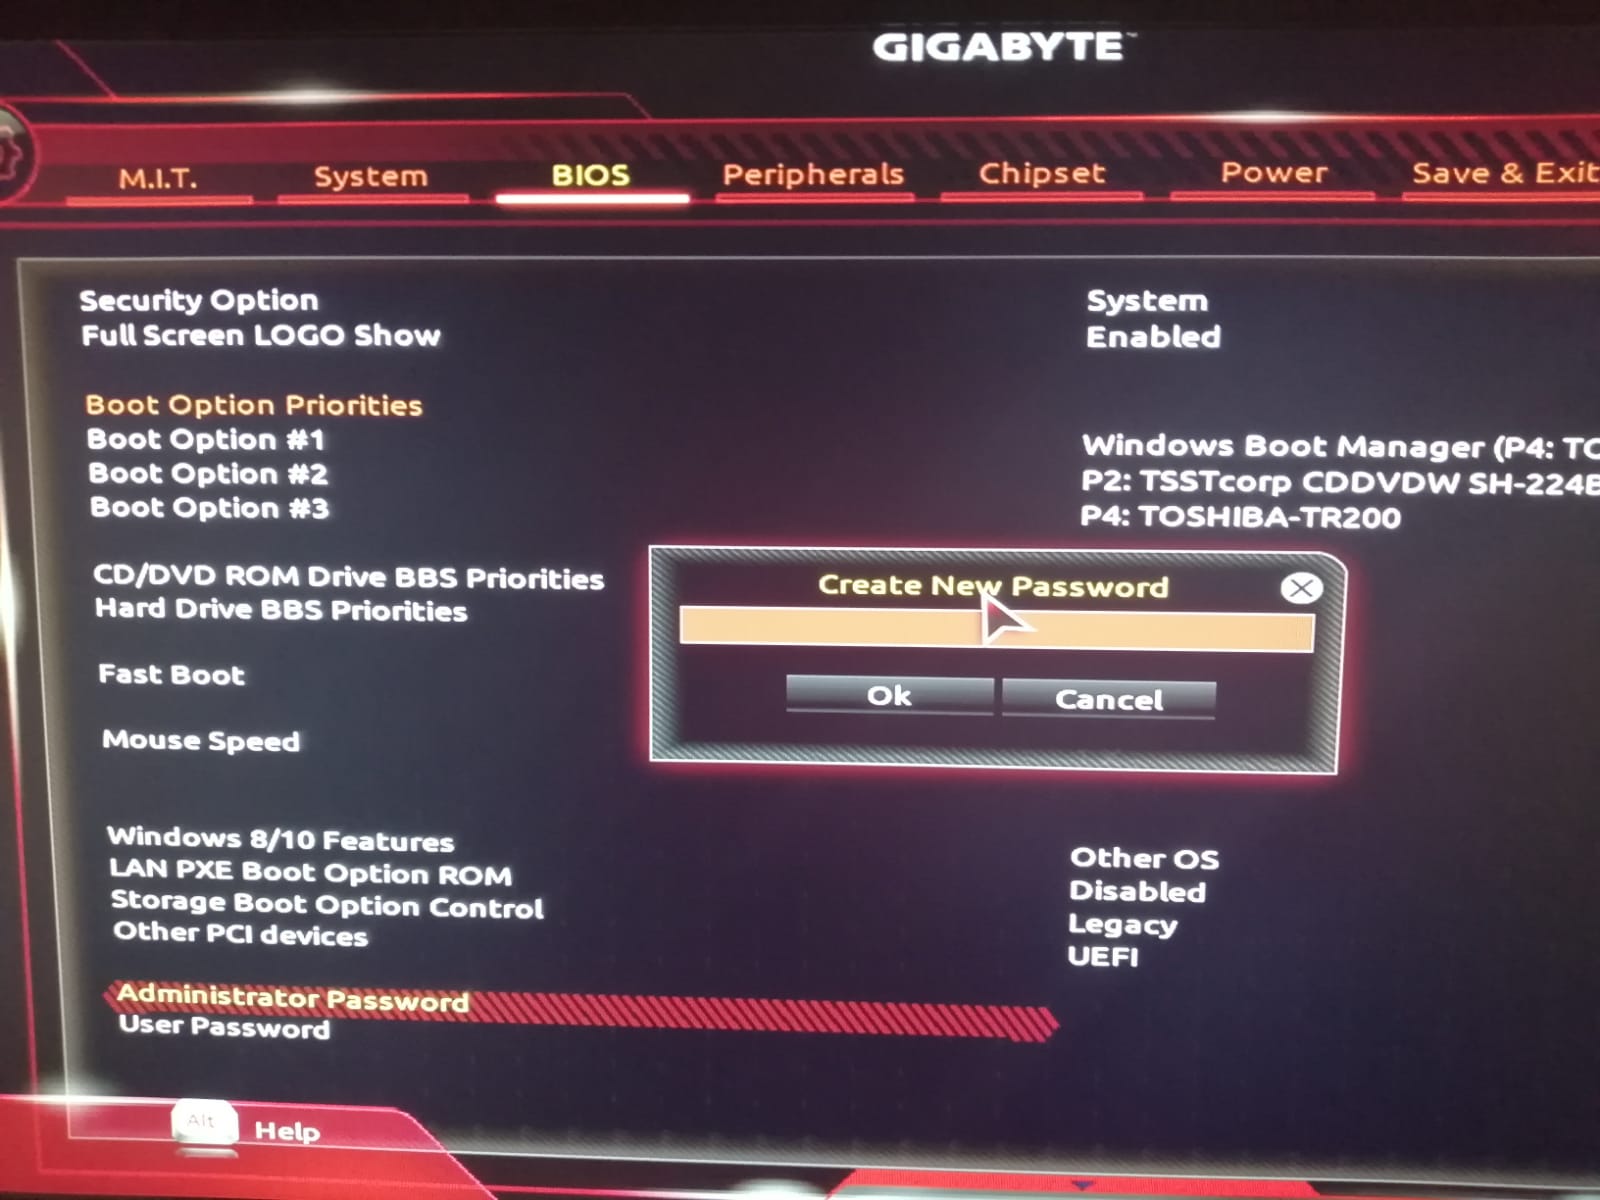 GIGABYTE™
M.I.T. System BIOS Peripherals Chipset Power Save & Exit
Security Option System
Full Screen LOGO Show Enabled
Boot Option Priorities
Boot Option #1 Windows Boot Manager (P4: TO
Boot Option #2 P2: TSSTcorp CDDVDW SH-224B
Boot Option #3 P4: TOSHIBA-TR200
CD/DVD ROM Drive BBS Priorities
Hard Drive BBS Priorities
Fast Boot
Mouse Speed
Create New Password
Ok Cancel
Windows 8/10 Features Other OS
LAN PXE Boot Option ROM Disabled
Storage Boot Option Control Legacy
Other PCI devices UEFI
Administrator Password
User Password
Alt Help